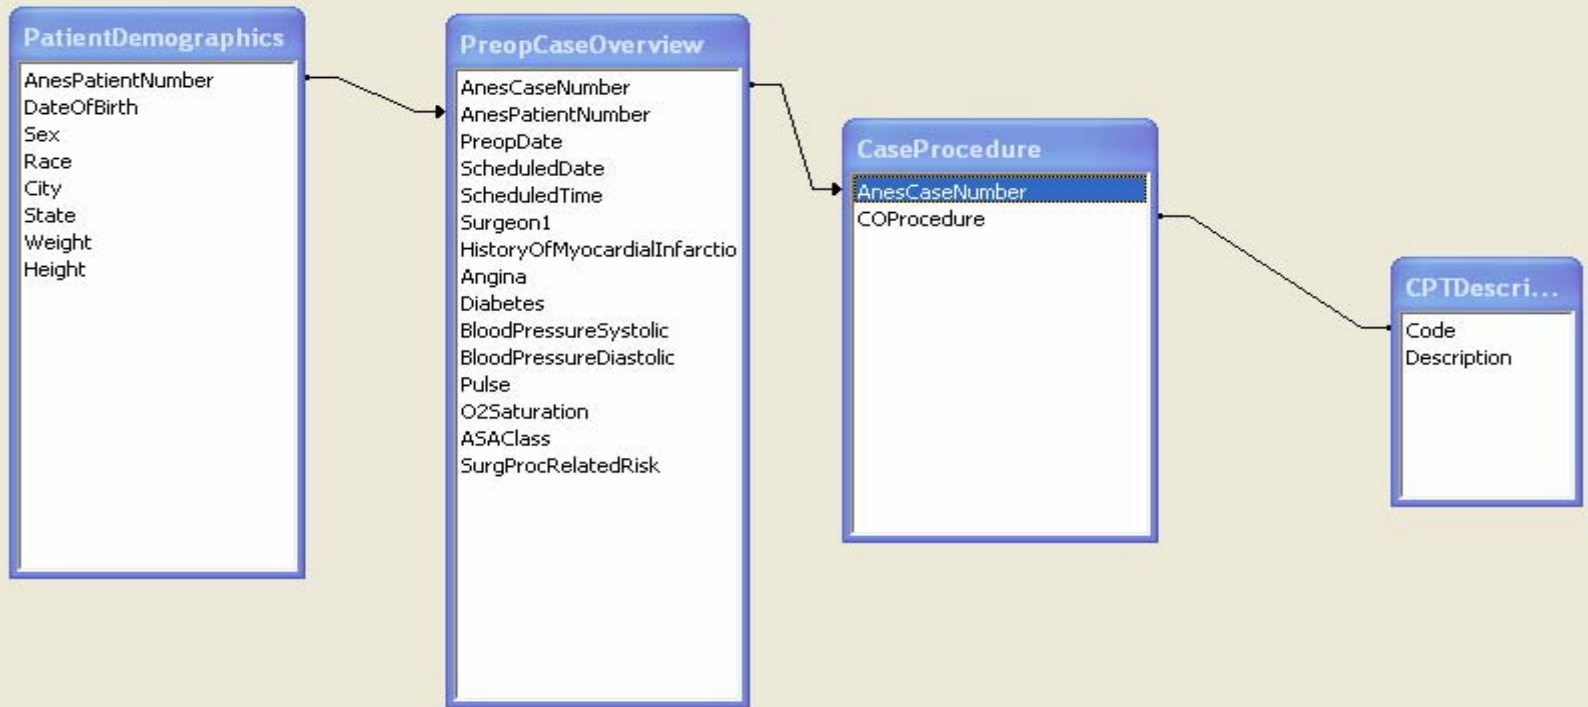 PatientDemographics
AnesPatientNumber
DateOfBirth
Sex
Race
City
State
Weight
Height
PreopCaseOverview
AnesCaseNumber
AnesPatientNumber
PreopDate
ScheduledDate
ScheduledTime
Surgeon1
HistoryOfMyocardialInfarctio
Angina
Diabetes
BloodPressureSystolic
BloodPressureDiastolic
Pulse
O2Saturation
ASAClass
SurgProcRelatedRisk
CaseProcedure
AnesCaseNumber
COProcedure
CPTDescri...
Code
Description